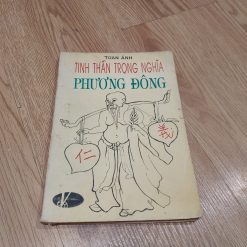 TOAN ÁNH
TINH THẦN TRỌNG NGHĨA
PHƯƠNG ĐÔNG
仁 義